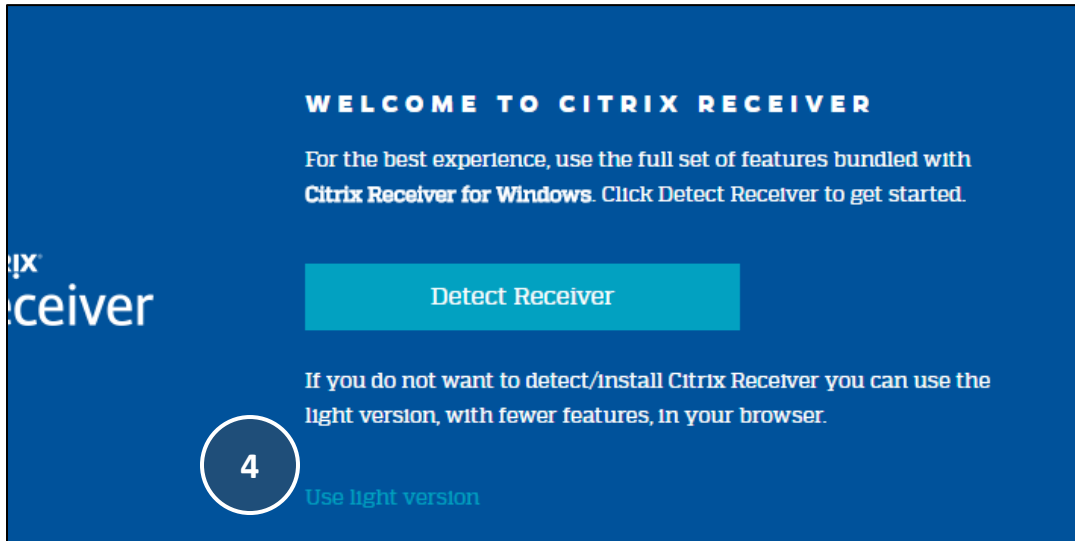 WELCOME TO CITRIX RECEIVER
For the best experience, use the full set of features bundled with
Citrix Receiver for Windows. Click Detect Receiver to get started.
ıx
ceiver
Detect Receiver
If you do not want to detect/install Citrix Receiver you can use the
light version, with fewer features, in your browser.
4
Use light version